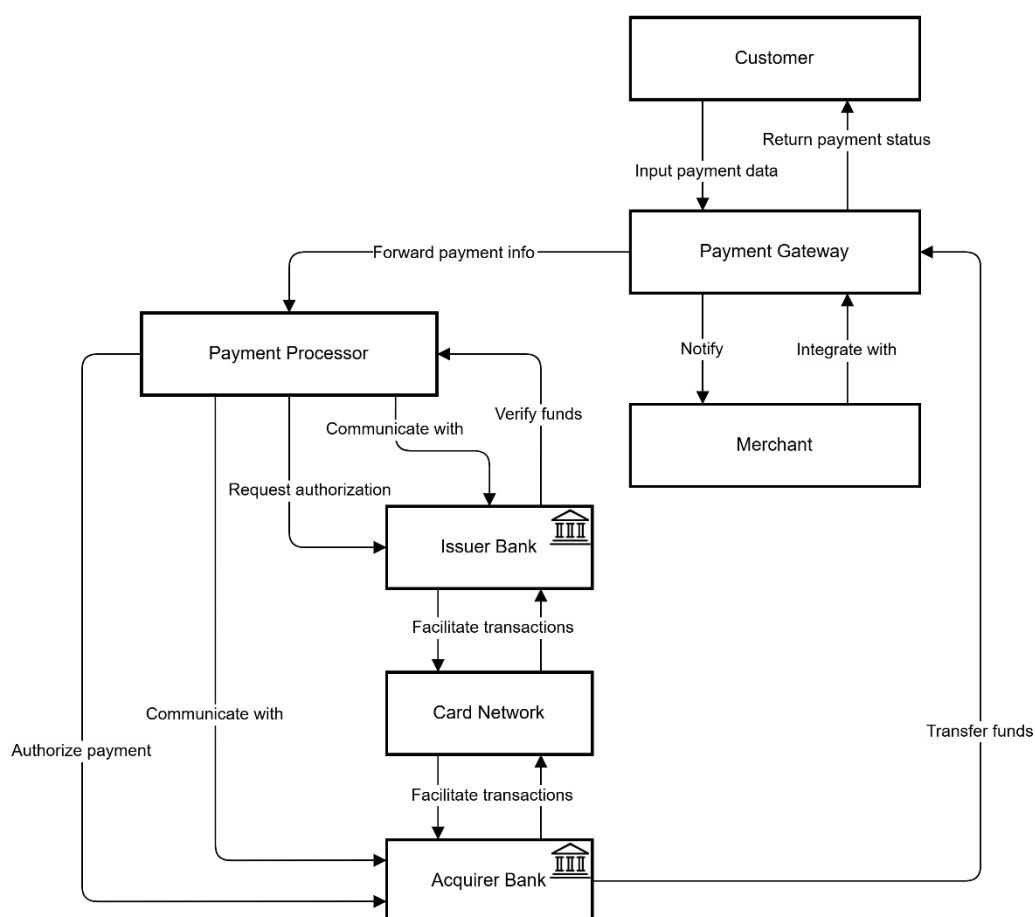 Customer
Return payment status
Input payment data
Forward payment info
Payment Gateway
Payment Processor
Notify
Integrate with
Verify funds
Communicate with
Merchant
Request authorization
Issuer Bank
Facilitate transactions
Card Network
Communicate with
Transfer funds
Authorize payment
Facilitate transactions
Acquirer Bank